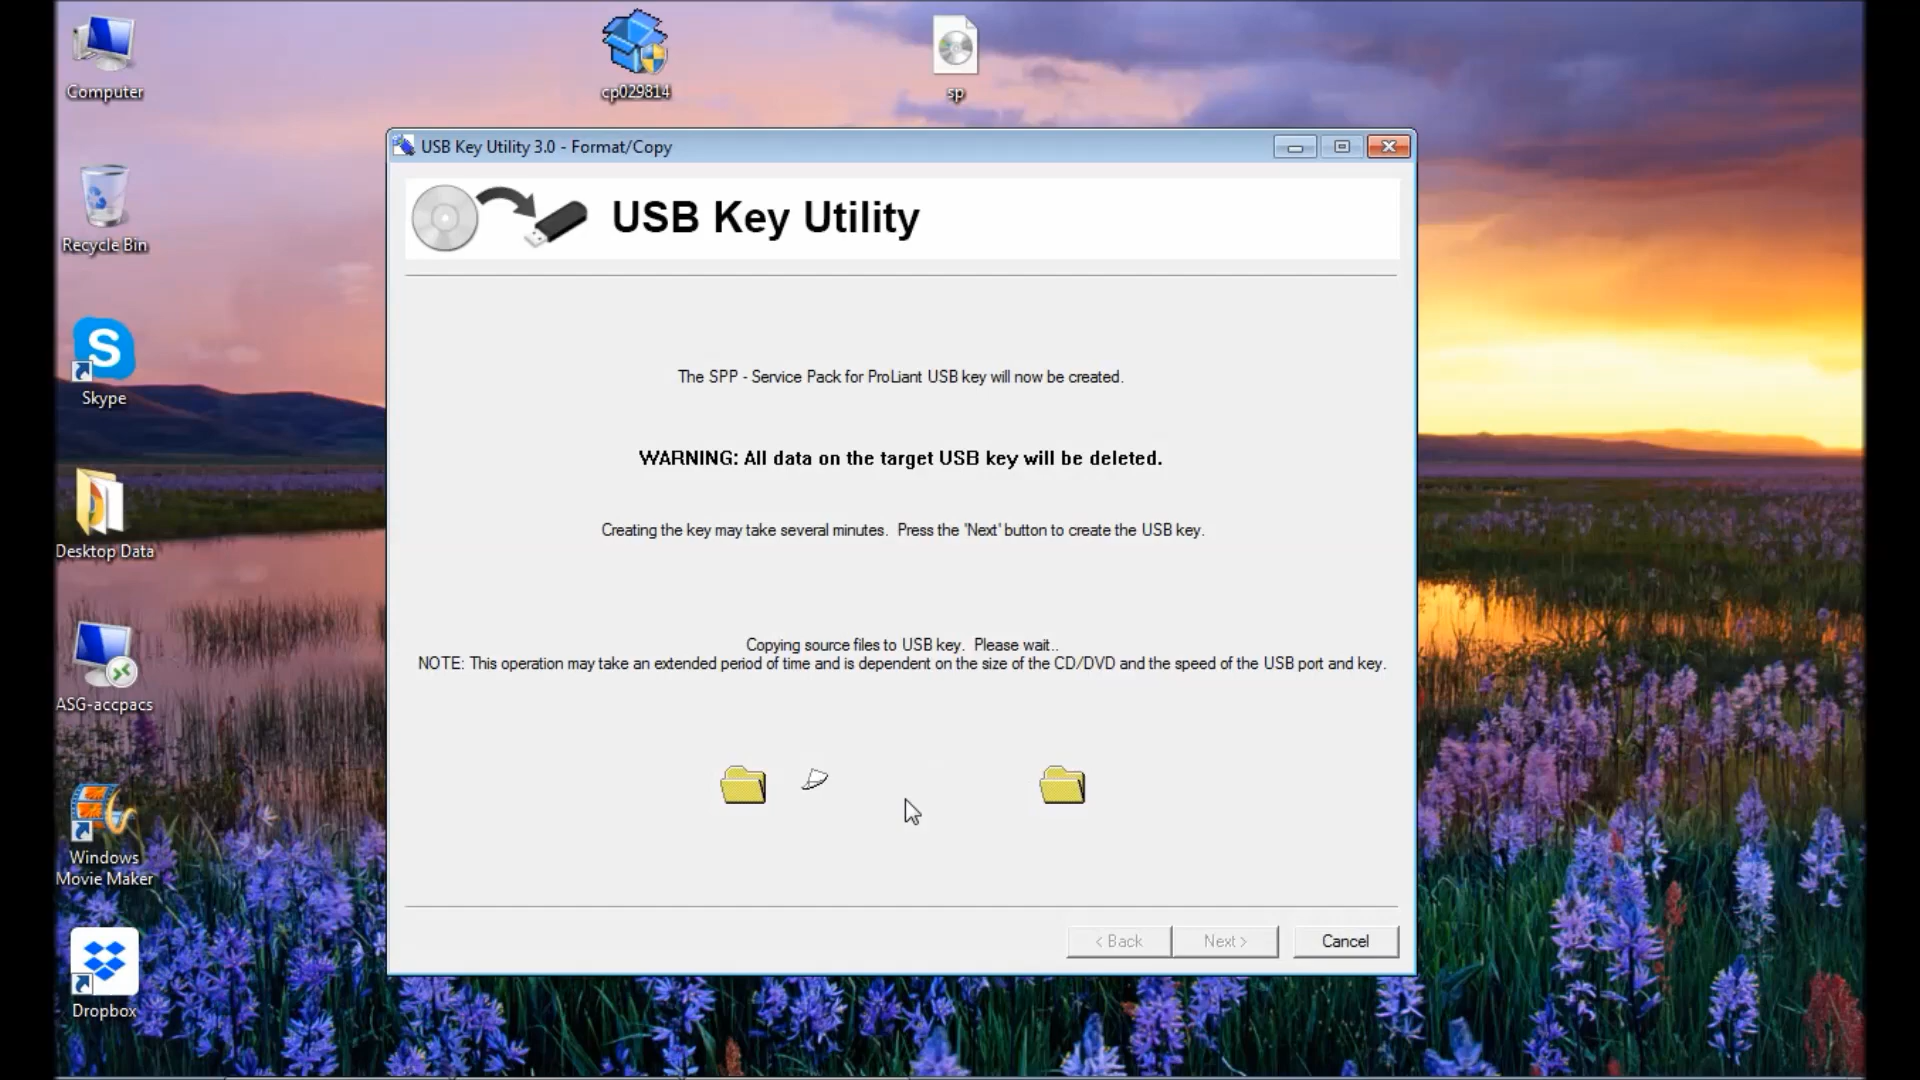 Computer
cp029814
sp
USB Key Utility 3.0 - Format/Copy
USB Key Utility
Recycle Bin
The SPP - Service Pack for ProLiant USB key will now be created.
Skype
WARNING: All data on the target USB key will be deleted.
Creating the key may take several minutes.  Press the 'Next' button to create the USB key.
Desktop Data
Copying source files to USB key.  Please wait..
NOTE: This operation may take an extended period of time and is dependent on the size of the CD/DVD and the speed of the USB port and key.
ASG-accpacs
Windows
Movie Maker
< Back
Next >
Cancel
Dropbox